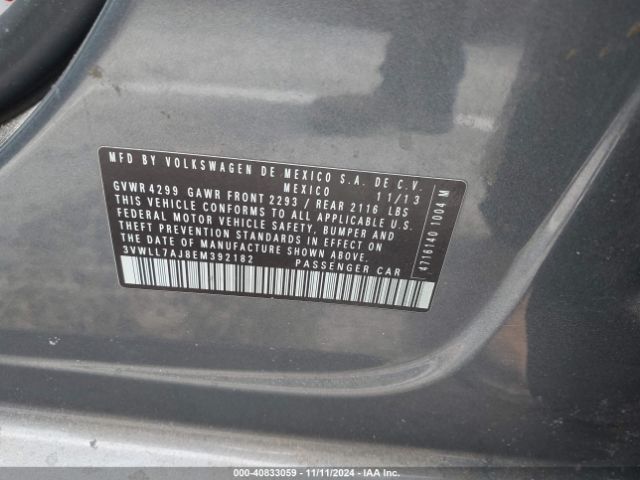 MFD BY VOLKSWAGEN DE MEXICO S.A. DE C.V.
MEXICO 11/13
GVWR 4299 GAWR FRONT 2293 / REAR 2116 LBS
THIS VEHICLE CONFORMS TO ALL APPLICABLE U.S.
FEDERAL MOTOR VEHICLE SAFETY, BUMPER AND
THEFT PREVENTION STANDARDS IN EFFECT ON
THE DATE OF MANUFACTURE SHOWN ABOVE.
3VWLL7AJ8EM392182 PASSENGER CAR
4716140 1004 M
000-40833059 - 11/11/2024 - IAA Inc.